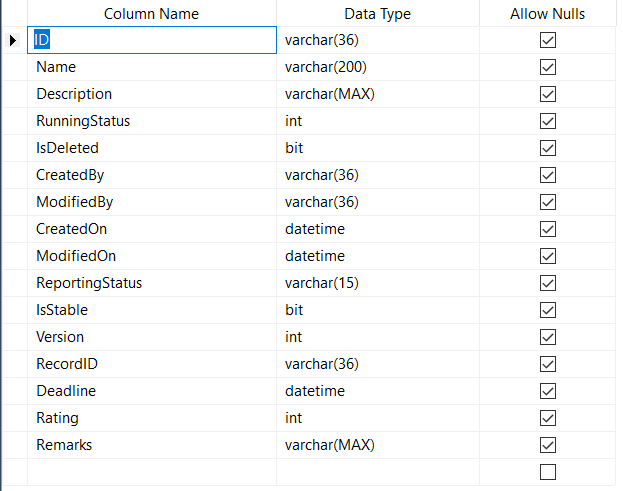 Column Name Data Type Allow Nulls
ID varchar(36)
Name varchar(200)
Description varchar(MAX)
RunningStatus int
IsDeleted bit
CreatedBy varchar(36)
ModifiedBy varchar(36)
CreatedOn datetime
ModifiedOn datetime
ReportingStatus varchar(15)
IsStable bit
Version int
RecordID varchar(36)
Deadline datetime
Rating int
Remarks varchar(MAX)